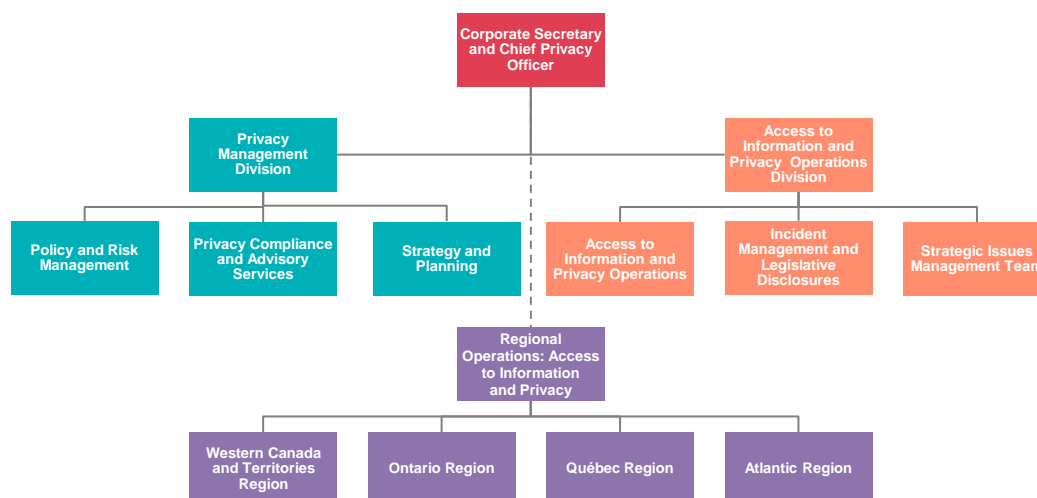 Corporate Secretary
and Chief Privacy
Officer
Privacy
Management
Division
Access to
Information and
Privacy Operations
Division
Policy and Risk
Management
Privacy Compliance
and Advisory
Services
Strategy and
Planning
Access to
Information and
Privacy Operations
Incident
Management and
Legislative
Disclosures
Strategic Issues
Management Team
Regional
Operations: Access
to Information
and Privacy
Western Canada
and Territories
Region
Ontario Region
Québec Region
Atlantic Region